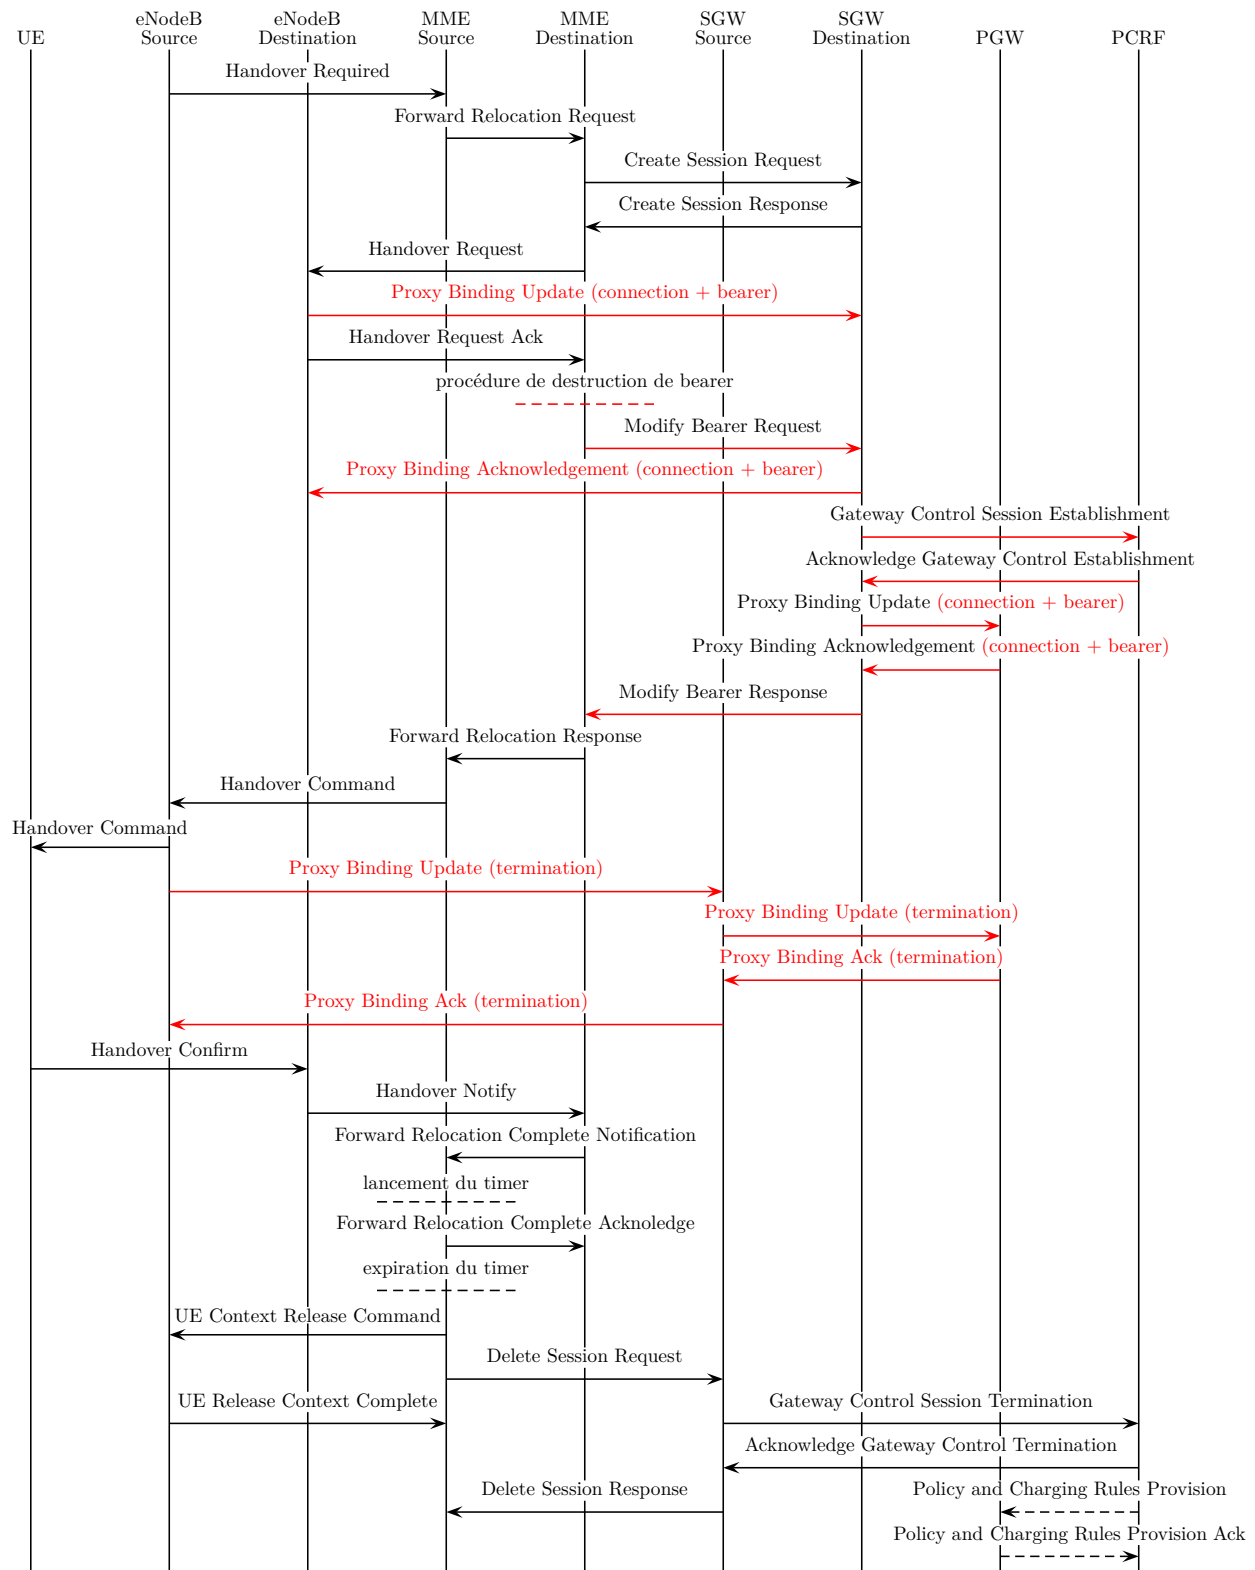 UE
eNodeB
Source
eNodeB
Destination
MME
Source
MME
Destination
SGW
Source
SGW
Destination
PGW
PCRF
Handover Required
Forward Relocation Request
Create Session Request
Create Session Response
Handover Request
Proxy Binding Update (connection + bearer)
Handover Request Ack
procédure de destruction de bearer
Modify Bearer Request
Proxy Binding Acknowledgement (connection + bearer)
Gateway Control Session Establishment
Acknowledge Gateway Control Establishment
Proxy Binding Update (connection + bearer)
Proxy Binding Acknowledgement (connection + bearer)
Modify Bearer Response
Forward Relocation Response
Handover Command
Handover Command
Proxy Binding Update (termination)
Proxy Binding Update (termination)
Proxy Binding Ack (termination)
Proxy Binding Ack (termination)
Handover Confirm
Handover Notify
Forward Relocation Complete Notification
lancement du timer
Forward Relocation Complete Acknoledge
expiration du timer
UE Context Release Command
Delete Session Request
UE Release Context Complete
Gateway Control Session Termination
Acknowledge Gateway Control Termination
Delete Session Response
Policy and Charging Rules Provision
Policy and Charging Rules Provision Ack